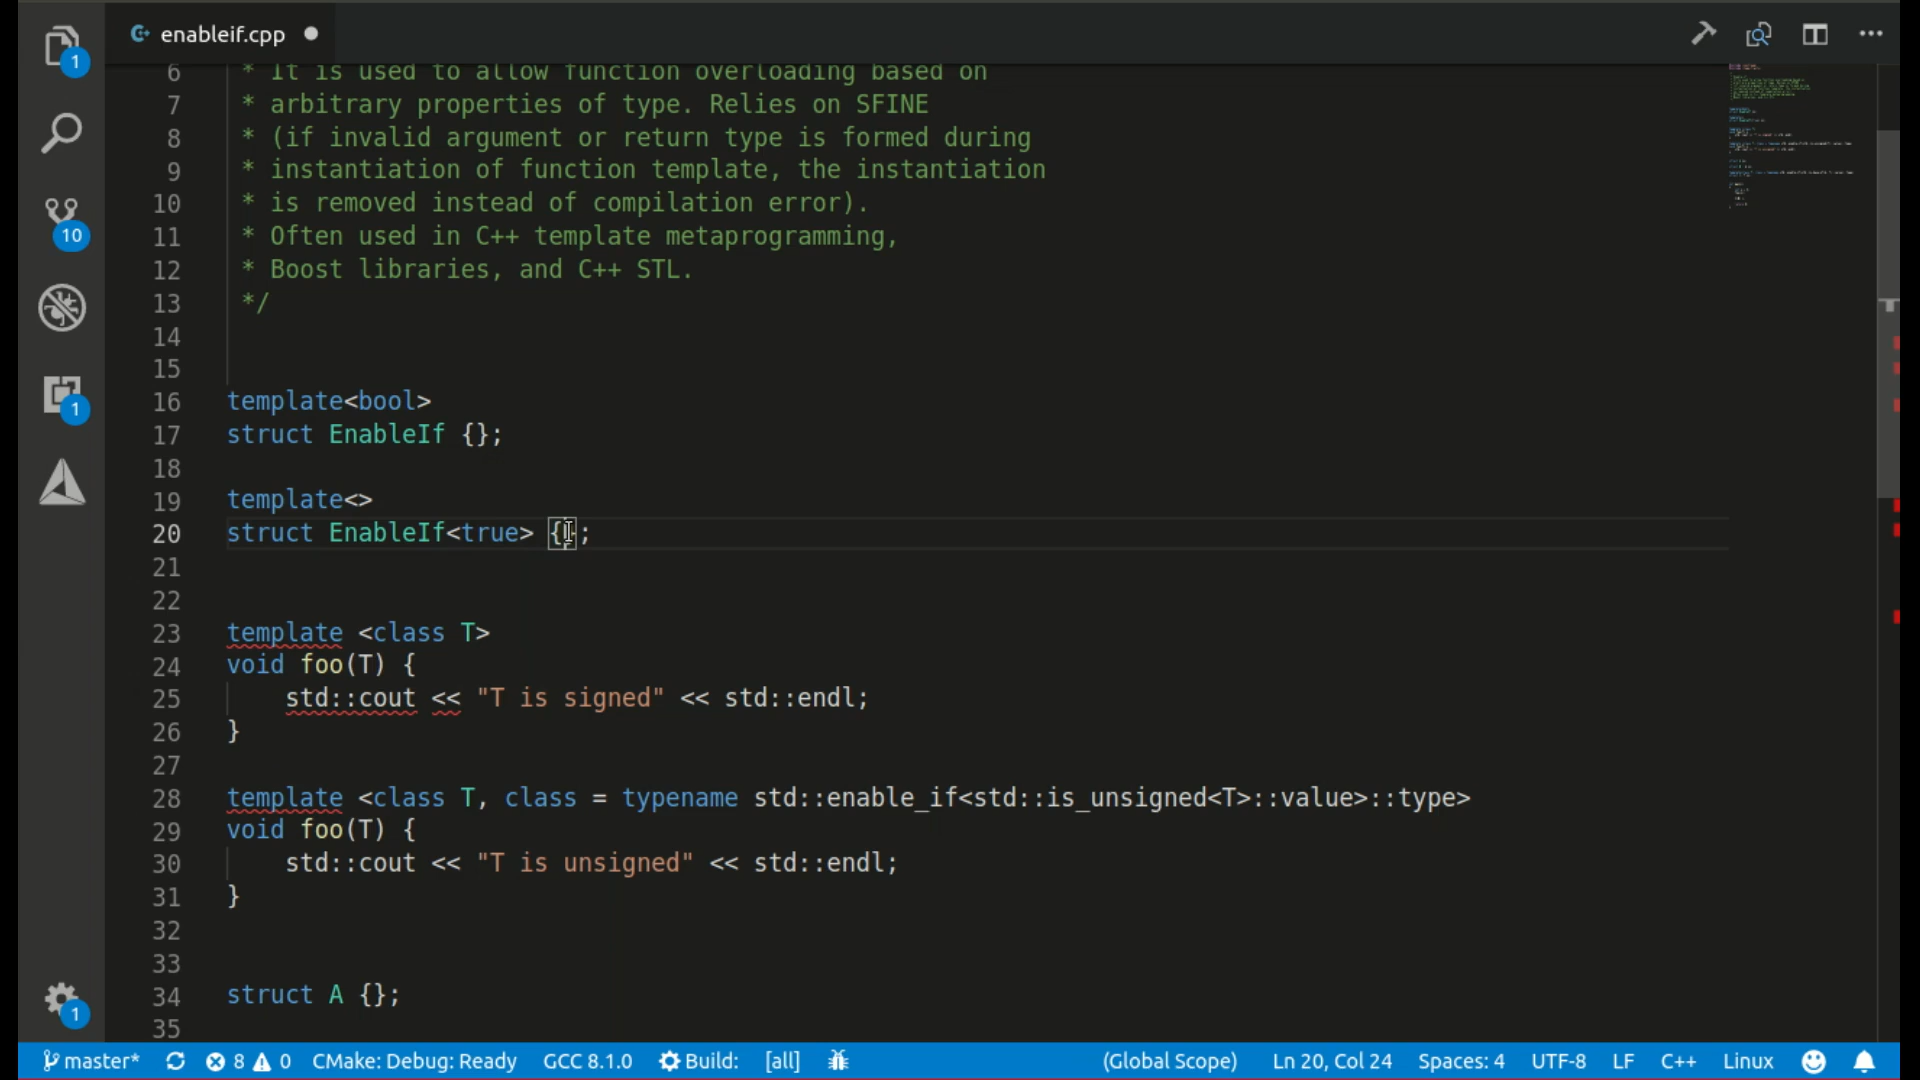 enableif.cpp
6 * It is used to allow function overloading based on
7 * arbitrary properties of type. Relies on SFINE
8 * (if invalid argument or return type is formed during
9 * instantiation of function template, the instantiation
10 * is removed instead of compilation error).
11 * Often used in C++ template metaprogramming,
12 * Boost libraries, and C++ STL.
13 */
14
15
16 template<bool>
17 struct EnableIf {};
18
19 template<>
20 struct EnableIf<true> {};
21
22
23 template <class T>
24 void foo(T) {
25 std::cout << "T is signed" << std::endl;
26 }
27
28 template <class T, class = typename std::enable_if<std::is_unsigned<T>::value>::type>
29 void foo(T) {
30 std::cout << "T is unsigned" << std::endl;
31 }
32
33
34 struct A {};
35
1
10
1
1
master* 8 0 CMake: Debug: Ready GCC 8.1.0 Build: [all] (Global Scope) Ln 20, Col 24 Spaces: 4 UTF-8 LF C++ Linux